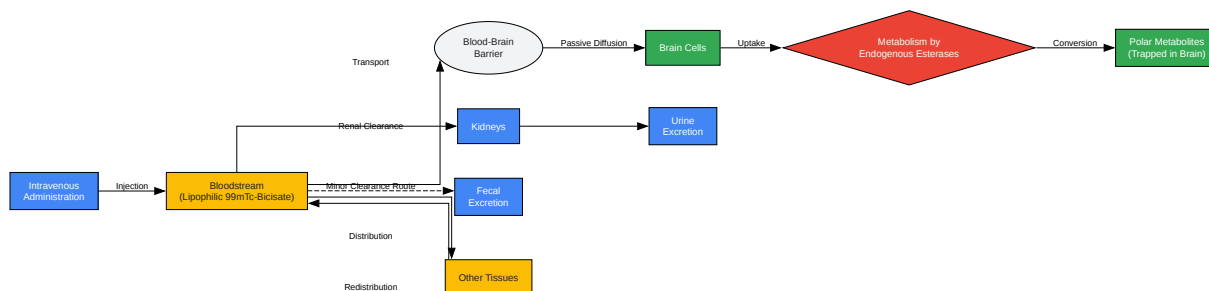 Blood-Brain
Barrier
Passive Diffusion
Brain Cells
Uptake
Metabolism by
Endogenous Esterases
Conversion
Polar Metabolites
(Trapped in Brain)
Transport
Renal Clearance
Kidneys
Urine
Excretion
Intravenous
Administration
Injection
Bloodstream
(Lipophilic 99mTc-Bicisate)
Minor Clearance Route
Fecal
Excretion
Distribution
Other Tissues
Redistribution